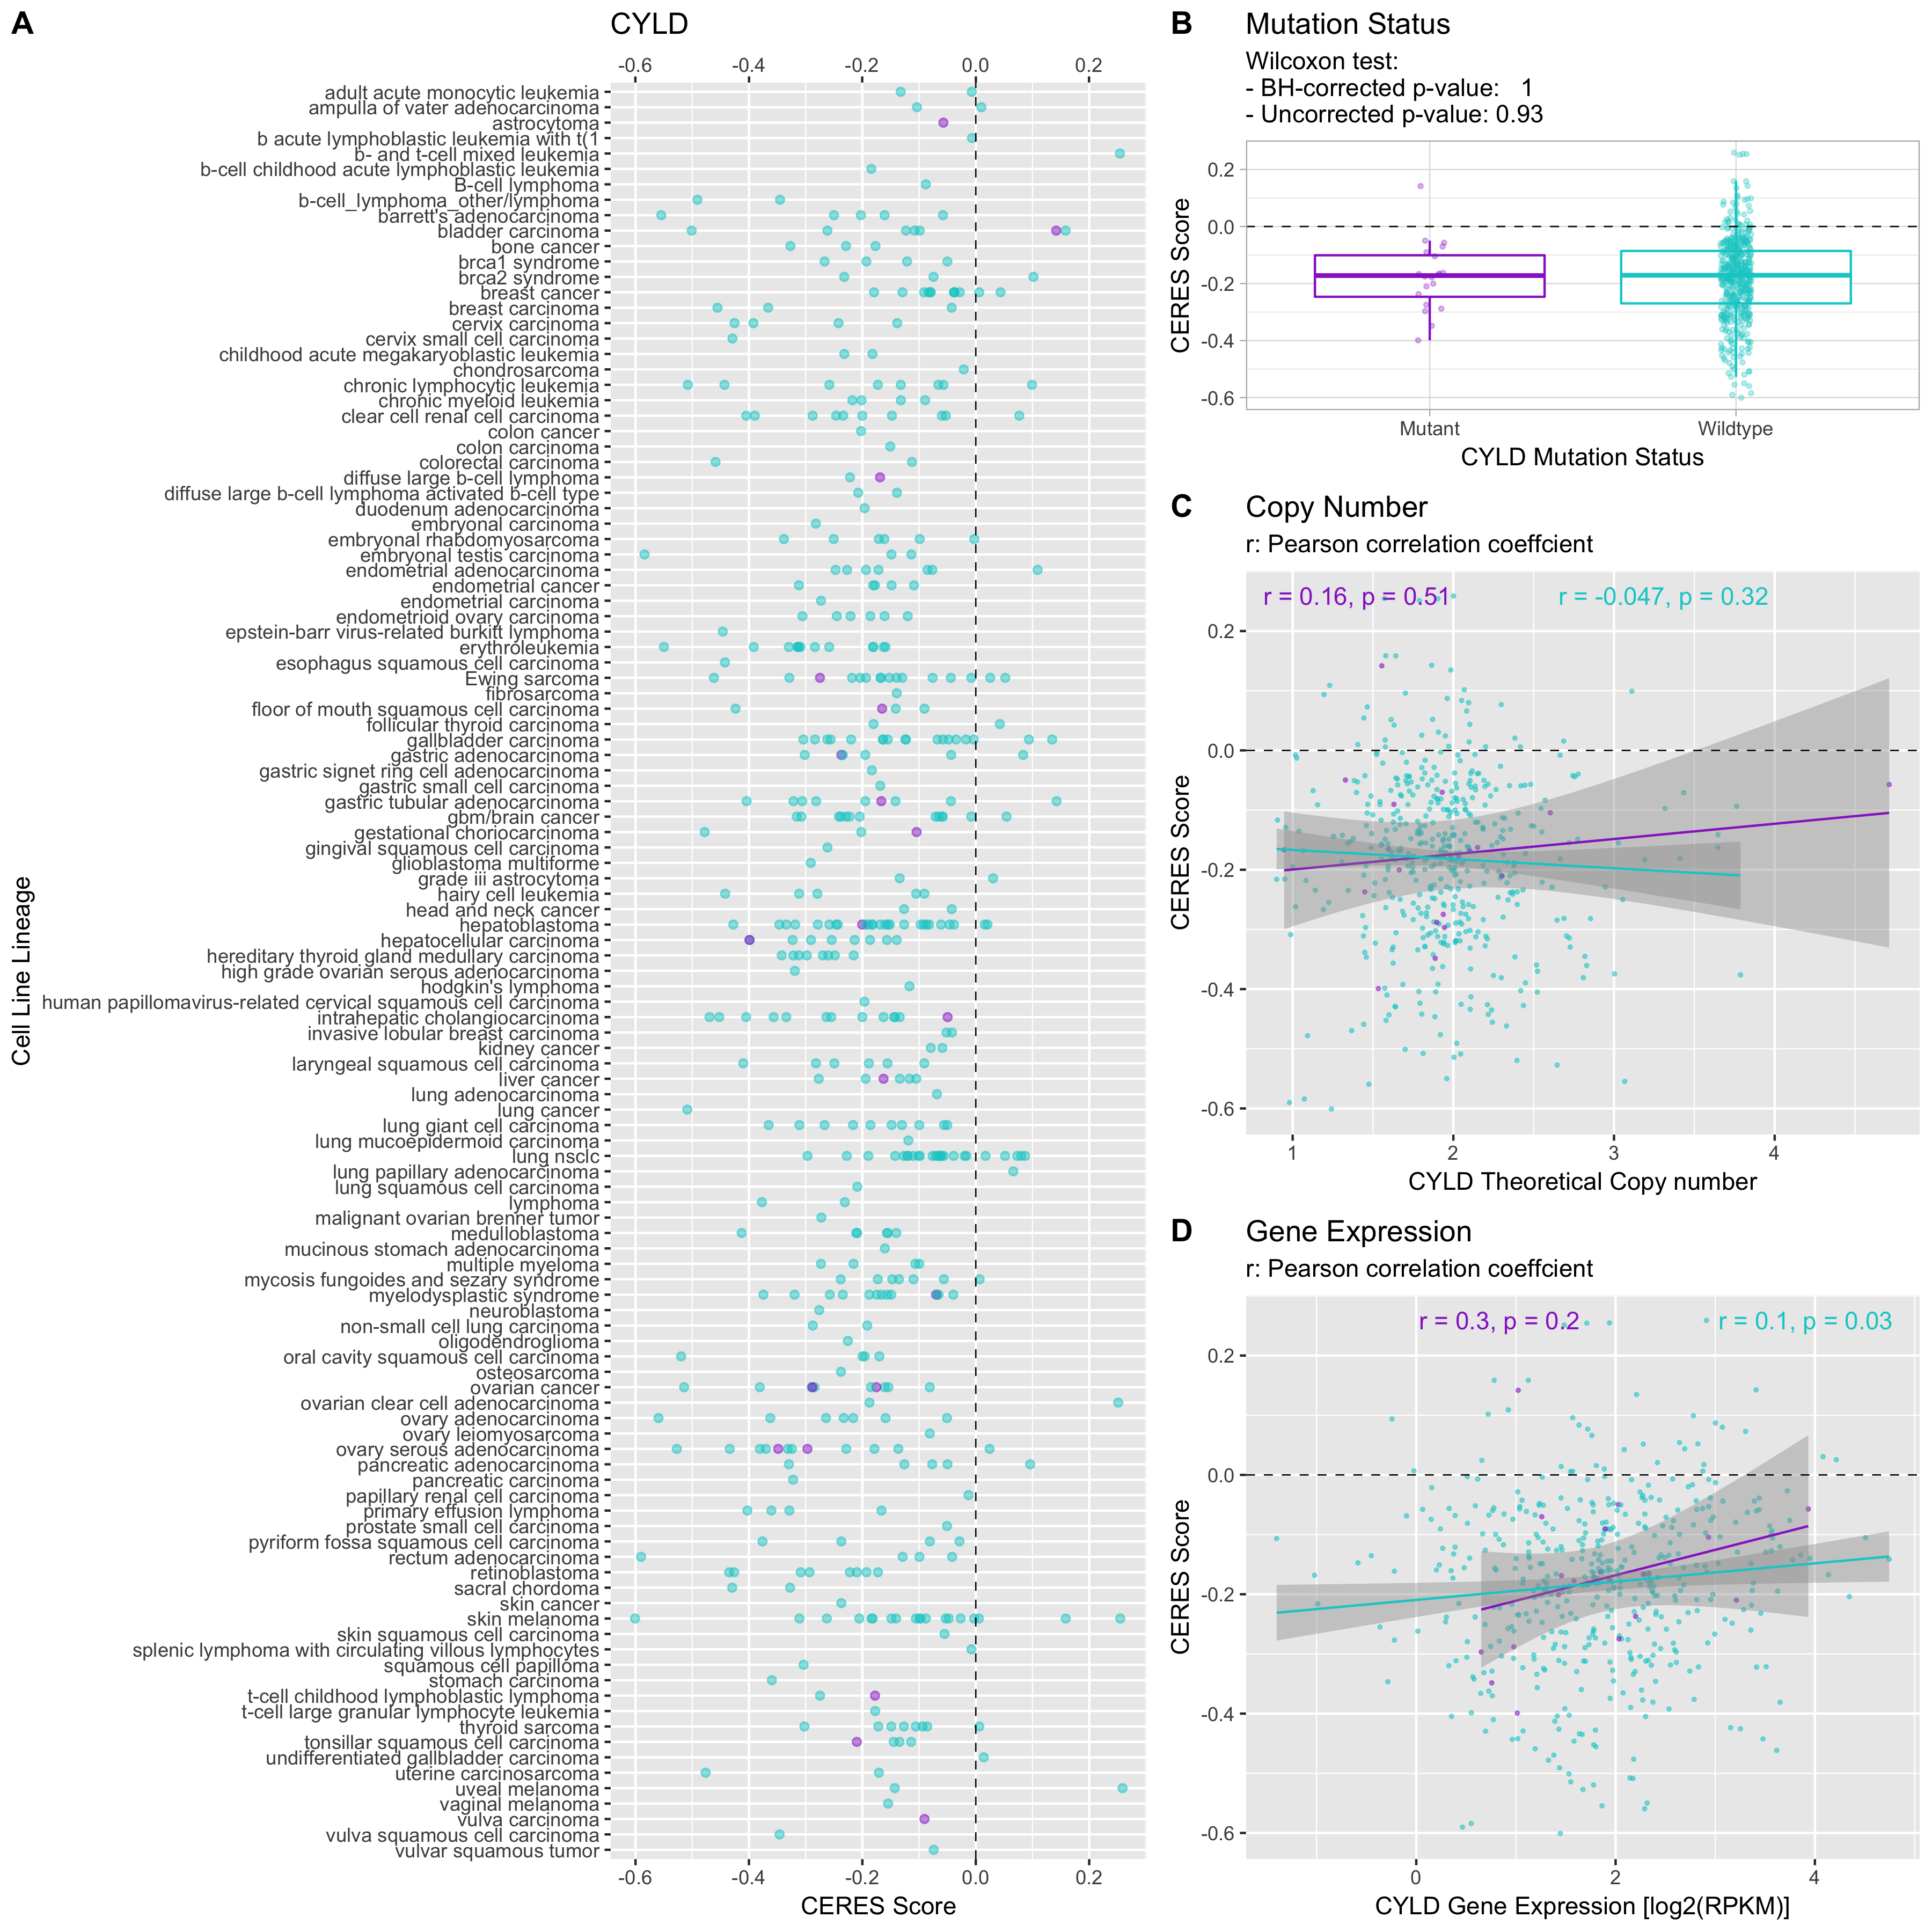 A
CYLD
-0.6 -0.4 -0.2 0.0 0.2
adult acute monocytic leukemia
ampulla of vater adenocarcinoma
astrocytoma
b acute lymphoblastic leukemia with t(1
b- and t-cell mixed leukemia
b-cell childhood acute lymphoblastic leukemia
B-cell lymphoma
b-cell_lymphoma_other/lymphoma
barrett's adenocarcinoma
bladder carcinoma
bone cancer
brca1 syndrome
brca2 syndrome
breast cancer
breast carcinoma
cervix carcinoma
cervix small cell carcinoma
childhood acute megakaryoblastic leukemia
chondrosarcoma
chronic lymphocytic leukemia
chronic myeloid leukemia
clear cell renal cell carcinoma
colon cancer
colon carcinoma
colorectal carcinoma
diffuse large b-cell lymphoma
diffuse large b-cell lymphoma activated b-cell type
duodenum adenocarcinoma
embryonal carcinoma
embryonal rhabdomyosarcoma
embryonal testis carcinoma
endometrial adenocarcinoma
endometrial cancer
endometrial carcinoma
endometrioid ovary carcinoma
epstein-barr virus-related burkitt lymphoma
erythroleukemia
esophagus squamous cell carcinoma
Ewing sarcoma
fibrosarcoma
floor of mouth squamous cell carcinoma
follicular thyroid carcinoma
gallbladder carcinoma
gastric adenocarcinoma
gastric signet ring cell adenocarcinoma
gastric small cell carcinoma
gastric tubular adenocarcinoma
gbm/brain cancer
gestational choriocarcinoma
gingival squamous cell carcinoma
glioblastoma multiforme
grade iii astrocytoma
hairy cell leukemia
head and neck cancer
hepatoblastoma
hepatocellular carcinoma
hereditary thyroid gland medullary carcinoma
high grade ovarian serous adenocarcinoma
hodgkin's lymphoma
human papillomavirus-related cervical squamous cell carcinoma
intrahepatic cholangiocarcinoma
invasive lobular breast carcinoma
kidney cancer
laryngeal squamous cell carcinoma
liver cancer
lung adenocarcinoma
lung cancer
lung giant cell carcinoma
lung mucoepidermoid carcinoma
lung nsclc
lung papillary adenocarcinoma
lung squamous cell carcinoma
lymphoma
malignant ovarian brenner tumor
medulloblastoma
mucinous stomach adenocarcinoma
multiple myeloma
mycosis fungoides and sezary syndrome
myelodysplastic syndrome
neuroblastoma
non-small cell lung carcinoma
oligodendroglioma
oral cavity squamous cell carcinoma
osteosarcoma
ovarian cancer
ovarian clear cell adenocarcinoma
ovary adenocarcinoma
ovary leiomyosarcoma
ovary serous adenocarcinoma
pancreatic adenocarcinoma
pancreatic carcinoma
papillary renal cell carcinoma
primary effusion lymphoma
prostate small cell carcinoma
pyriform fossa squamous cell carcinoma
rectum adenocarcinoma
retinoblastoma
sacral chordoma
skin cancer
skin melanoma
skin squamous cell carcinoma
splenic lymphoma with circulating villous lymphocytes
squamous cell papilloma
stomach carcinoma
t-cell childhood lymphoblastic lymphoma
t-cell large granular lymphocyte leukemia
thyroid sarcoma
tonsillar squamous cell carcinoma
undifferentiated gallbladder carcinoma
uterine carcinosarcoma
uveal melanoma
vaginal melanoma
vulva carcinoma
vulva squamous cell carcinoma
vulvar squamous tumor
-0.6 -0.4 -0.2 0.0 0.2
CERES Score
Cell Line Lineage
B
Mutation Status
Wilcoxon test:
- BH-corrected p-value: 1
- Uncorrected p-value: 0.93
0.2
0.0
-0.2
-0.4
-0.6
CERES Score
Mutant Wildtype
CYLD Mutation Status
C
Copy Number
r: Pearson correlation coeffcient
r = 0.16, p = 0.51 r = -0.047, p = 0.32
0.2
0.0
-0.2
-0.4
-0.6
CERES Score
1 2 3 4
CYLD Theoretical Copy number
D
Gene Expression
r: Pearson correlation coeffcient
r = 0.3, p = 0.2 r = 0.1, p = 0.03
0.2
0.0
-0.2
-0.4
-0.6
CERES Score
0 2 4
CYLD Gene Expression [log2(RPKM)]